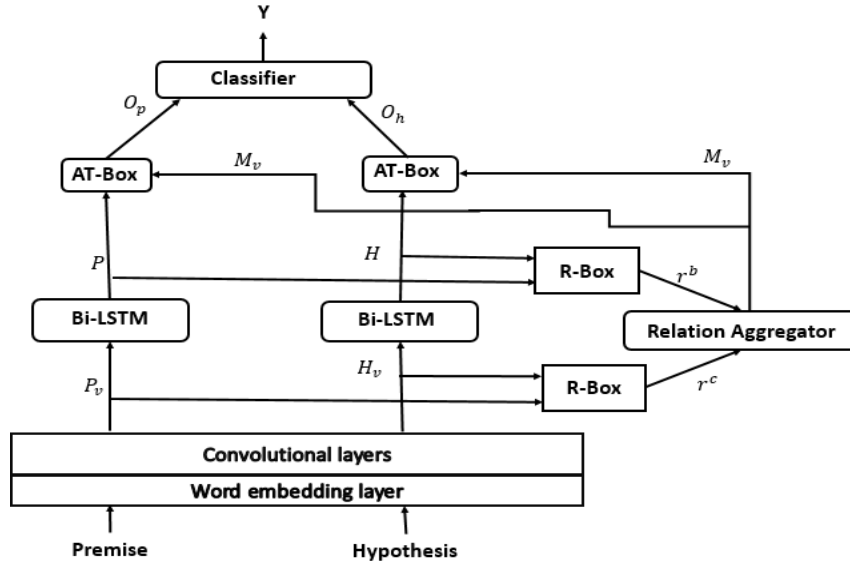 Y
Classifier
O_p
O_h
AT-Box
M_v
AT-Box
M_v
P
H
R-Box
r^b
Bi-LSTM
Bi-LSTM
Relation Aggregator
P_v
H_v
R-Box
r^c
Convolutional layers
Word embedding layer
Premise
Hypothesis